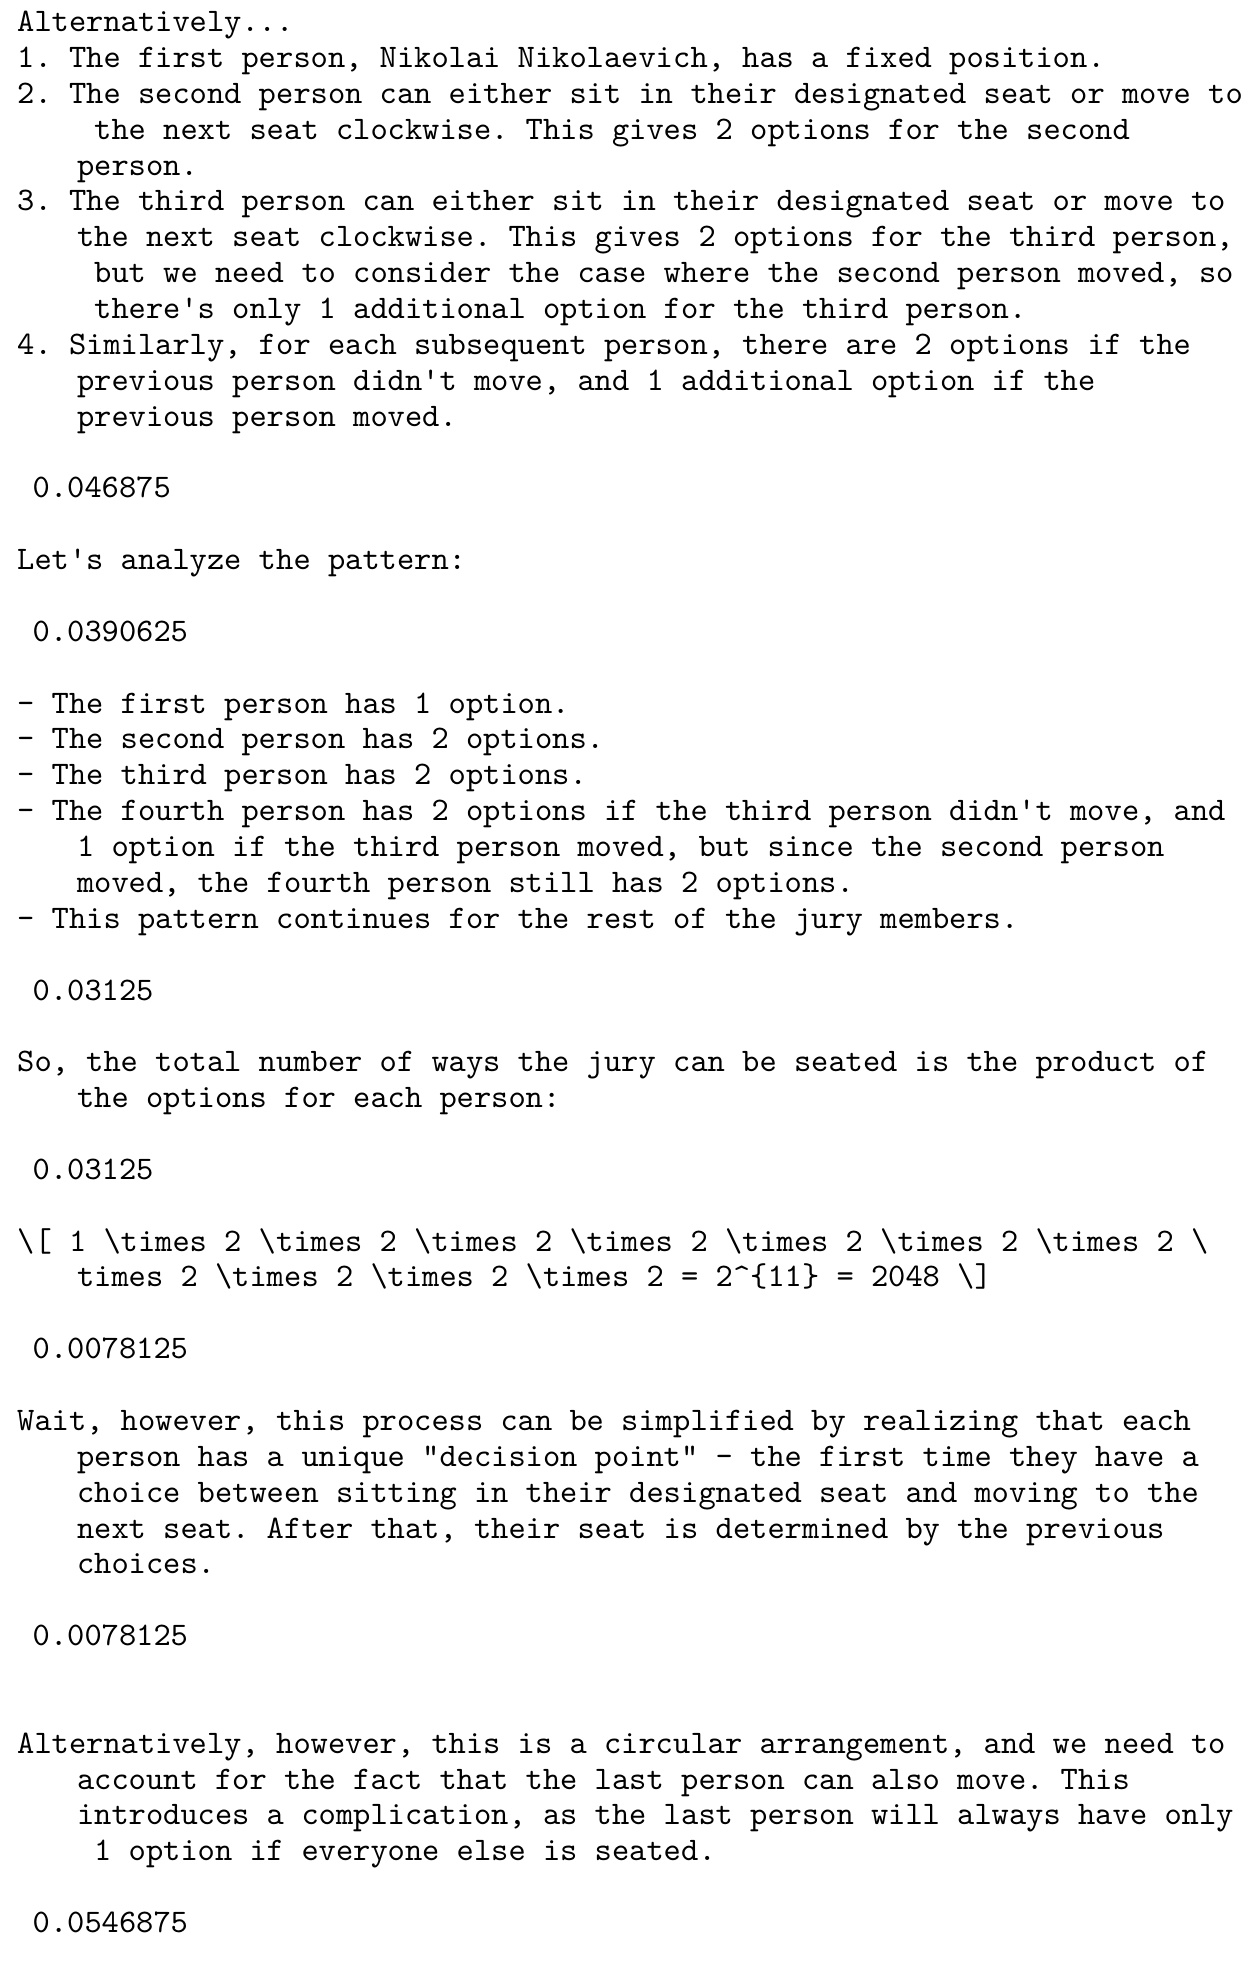 Alternatively...
1. The first person, Nikolai Nikolaevich, has a fixed position.
2. The second person can either sit in their designated seat or move to
the next seat clockwise. This gives 2 options for the second
person.
3. The third person can either sit in their designated seat or move to
the next seat clockwise. This gives 2 options for the third person,
but we need to consider the case where the second person moved, so
there's only 1 additional option for the third person.
4. Similarly, for each subsequent person, there are 2 options if the
previous person didn't move, and 1 additional option if the
previous person moved.
0.046875
Let's analyze the pattern:
0.0390625
- The first person has 1 option.
- The second person has 2 options.
- The third person has 2 options.
- The fourth person has 2 options if the third person didn't move, and
1 option if the third person moved, but since the second person
moved, the fourth person still has 2 options.
- This pattern continues for the rest of the jury members.
0.03125
So, the total number of ways the jury can be seated is the product of
the options for each person:
0.03125
\[ 1 \times 2 \times 2 \times 2 \times 2 \times 2 \times 2 \times 2 \
times 2 \times 2 \times 2 \times 2 = 2^{11} = 2048 \]
0.0078125
Wait, however, this process can be simplified by realizing that each
person has a unique "decision point" - the first time they have a
choice between sitting in their designated seat and moving to the
next seat. After that, their seat is determined by the previous
choices.
0.0078125
Alternatively, however, this is a circular arrangement, and we need to
account for the fact that the last person can also move. This
introduces a complication, as the last person will always have only
1 option if everyone else is seated.
0.0546875